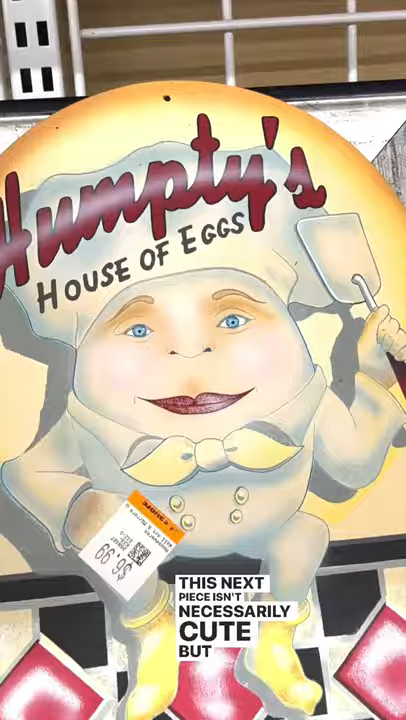 Humpty's
HOUSE OF EGGS
$6.99
THIS NEXT
PIECE ISN'T
NECESSARILY
CUTE
BUT